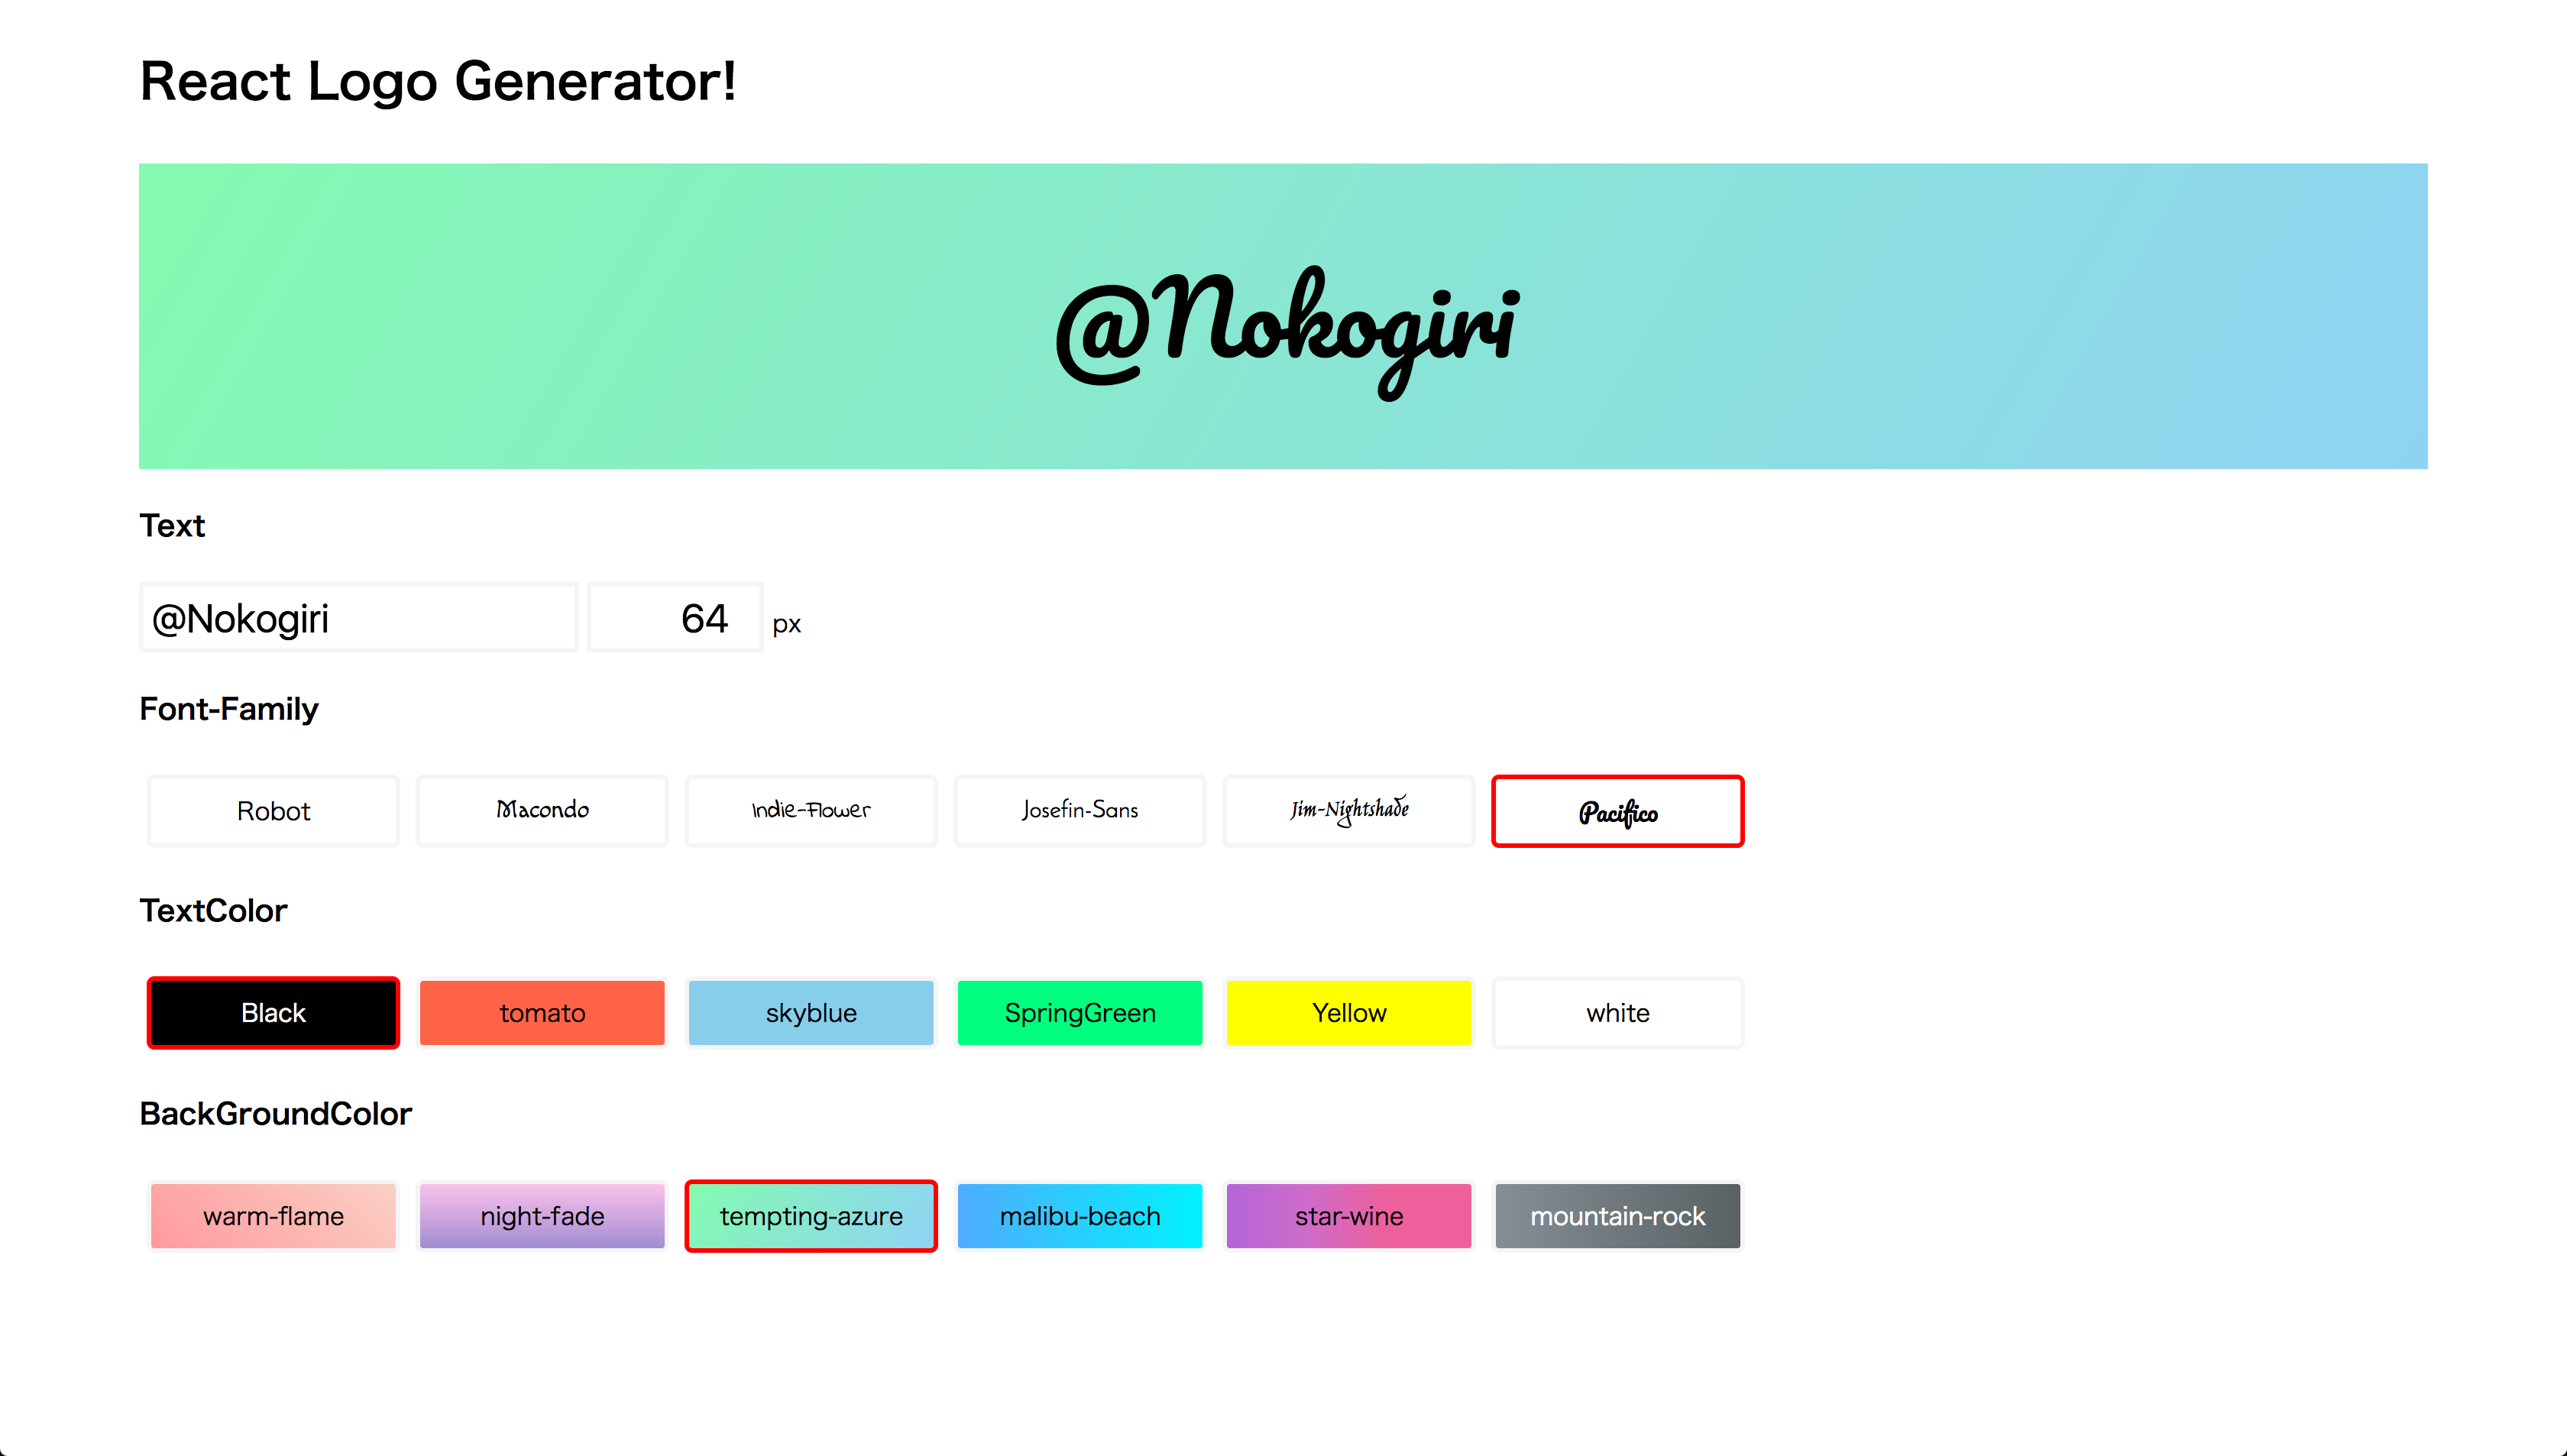 React Logo Generator!
@Nokogiri
Text
@Nokogiri 64 px
Font-Family
Robot Macondo Indie-Flower Josefin-Sans Jim-Nightshade Pacifico
TextColor
Black tomato skyblue SpringGreen Yellow white
BackGroundColor
warm-flame night-fade tempting-azure malibu-beach star-wine mountain-rock